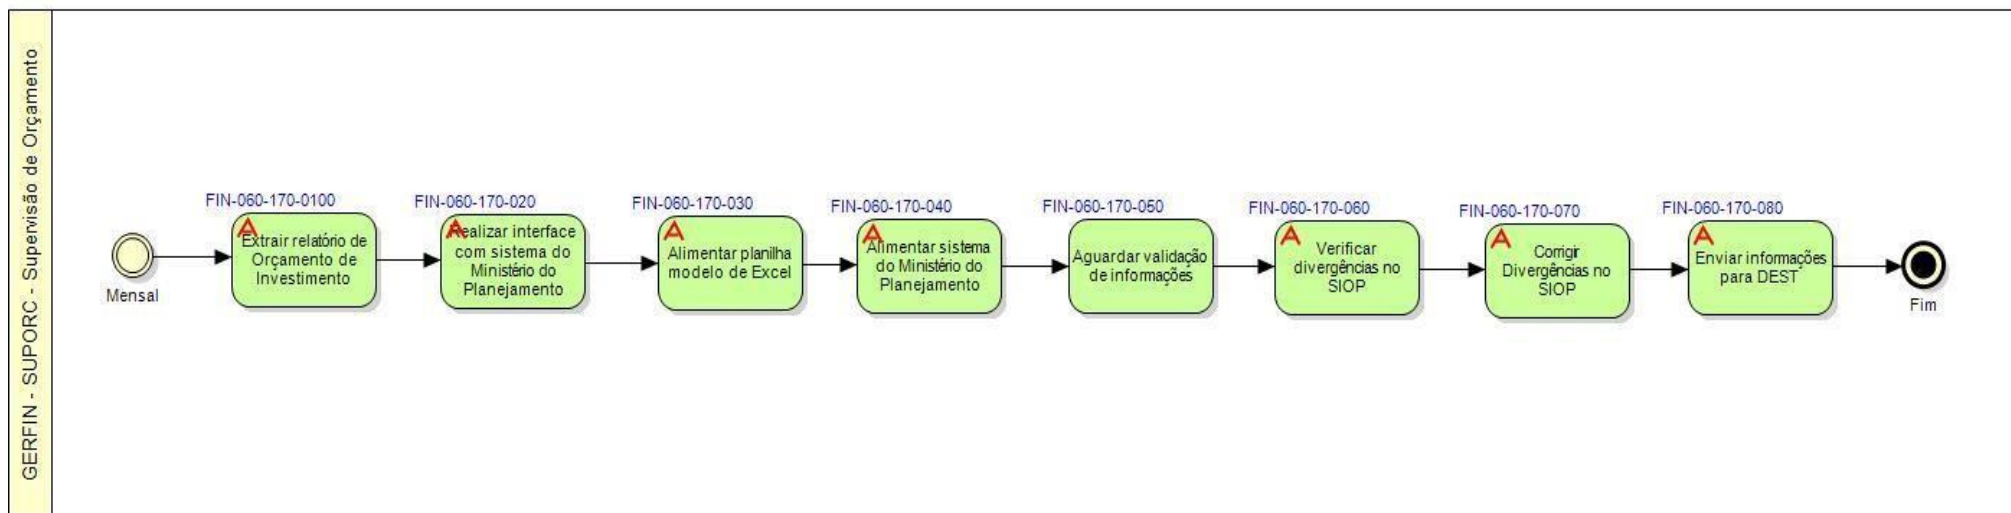 GERFIN - SUPORC - Supervisão de Orçamento
Mensal
FIN-060-170-0100
A
Extrair relatório de
Orçamento de
Investimento
FIN-060-170-020
A
Realizar interface
com sistema do
Ministério do
Planejamento
FIN-060-170-030
A
Alimentar planilha
modelo de Excel
FIN-060-170-040
A
Alimentar sistema
do Ministério do
Planejamento
FIN-060-170-050
Aguardar validação
de informações
FIN-060-170-060
A
Verificar
divergências no
SIOP
FIN-060-170-070
A
Corrigir
Divergências no
SIOP
FIN-060-170-080
A
Enviar informações
para DEST
Fim